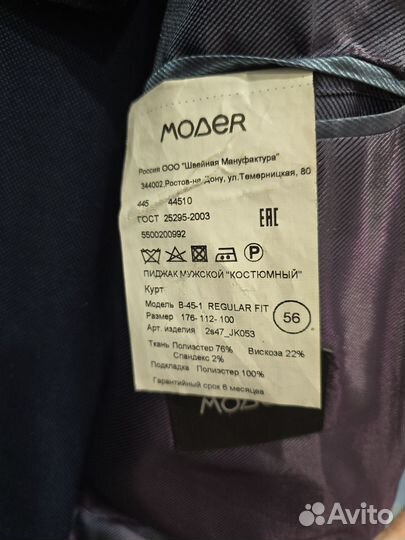 MODER
Россия ООО "Швейная Мануфактура"
344002,Ростов-на Дону, ул.Темерницкая, 80
445 44510
ГОСТ 25295-2003
EAC
5500200992
P
ПИДЖАК МУЖСКОЙ "КОСТЮМНЫЙ"
Курт
Модель B-45-1 REGULAR FIT
Размер 176- 112- 100
56
Арт. изделия 2s47_JK053
Ткань Полиэстер 76% Вискоза 22%
Спандекс 2%
Подкладка Полиэстер 100%
Гарантийный срок 6 месяцев
MODER
Avito